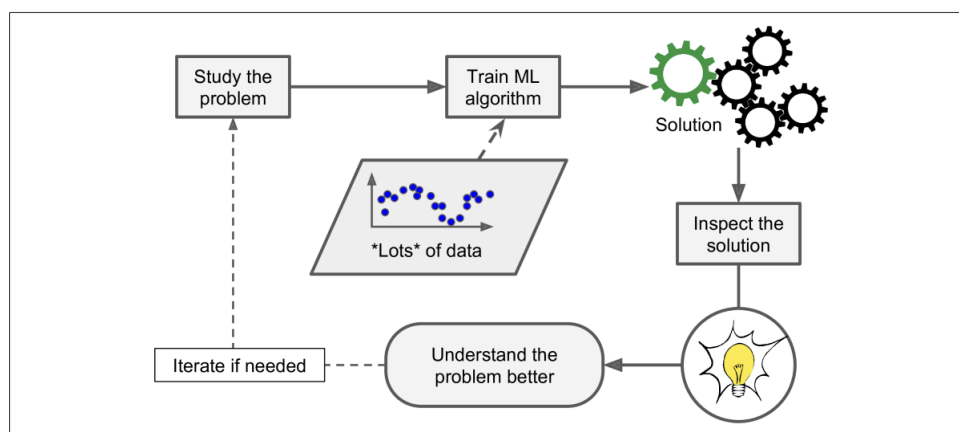 Study the
problem
Train ML
algorithm
Solution
*Lots* of data
Inspect the
solution
Understand the
problem better
Iterate if needed